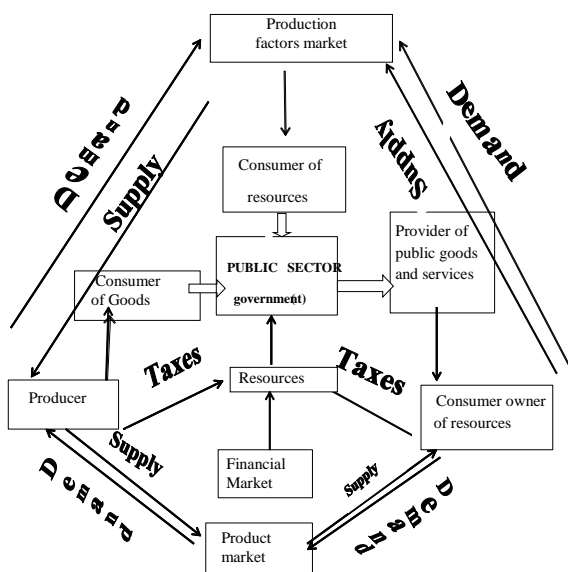 Production
factors market
Demand
Supply
Supply
Demand
Consumer of
resources
Provider of
public goods
and services
PUBLIC SECTOR
government)
Consumer
of Goods
Taxes
Taxes
Resources
Producer
Consumer owner
of resources
Supply
Financial
Market
Supply
Demand
Demand
Product
market